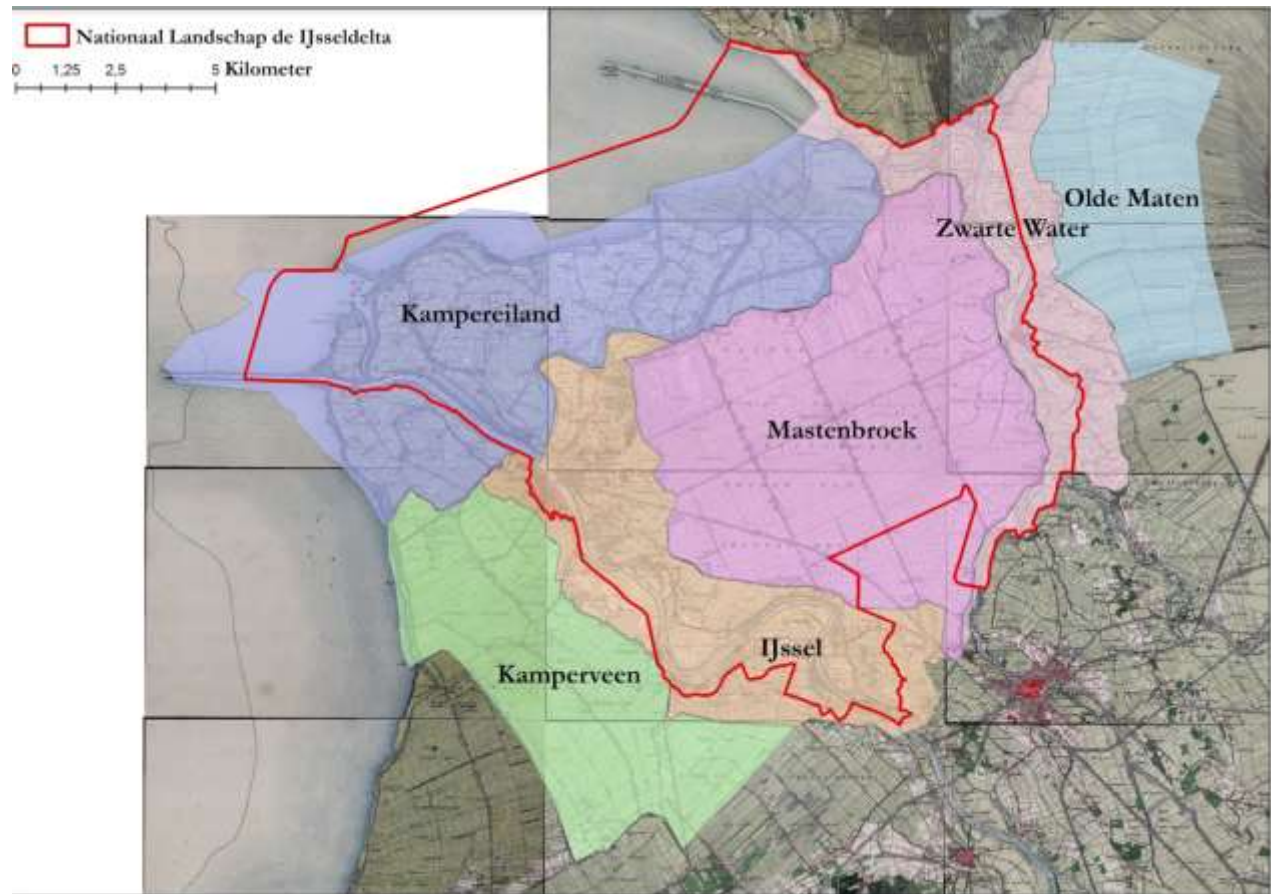 Nationaal Landschap de IJsseldelta
0 1,25 2,5 5 Kilometer
Olde Maten
Zwarte Water
Kampereiland
Mastenbroek
IJssel
Kamperveen